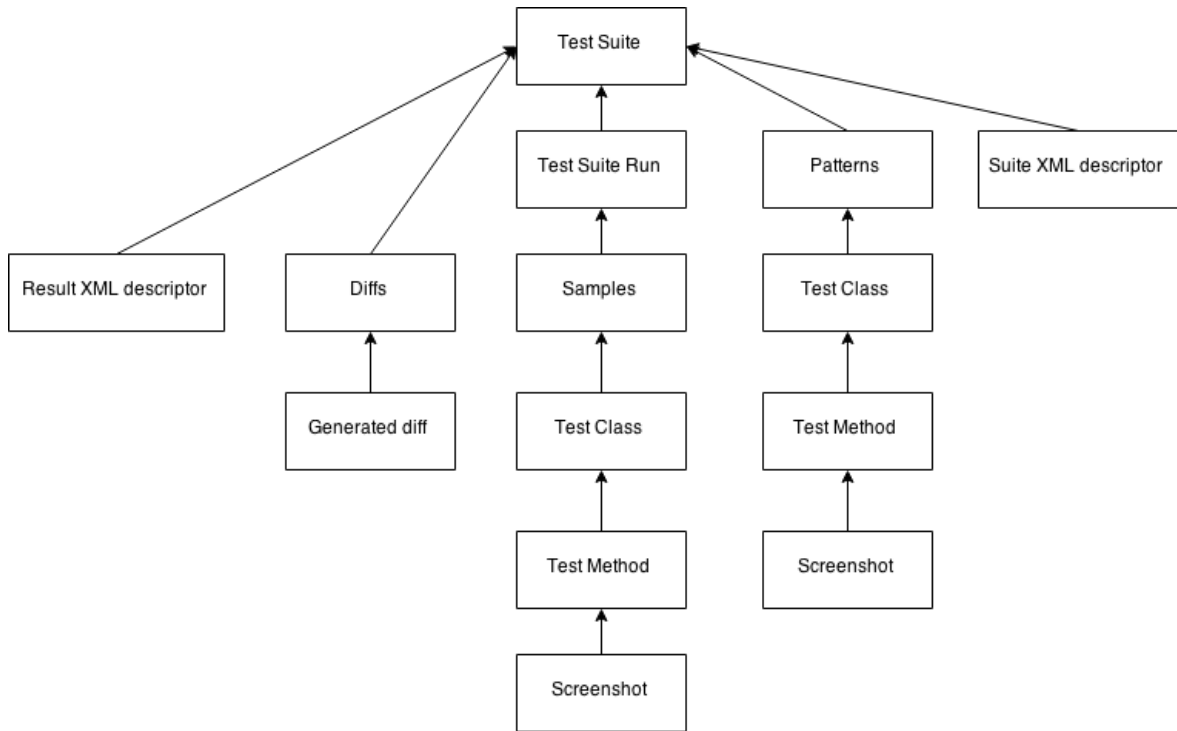 Test Suite
Test Suite Run
Patterns
Suite XML descriptor
Result XML descriptor
Diffs
Samples
Test Class
Generated diff
Test Class
Test Method
Test Method
Screenshot
Screenshot